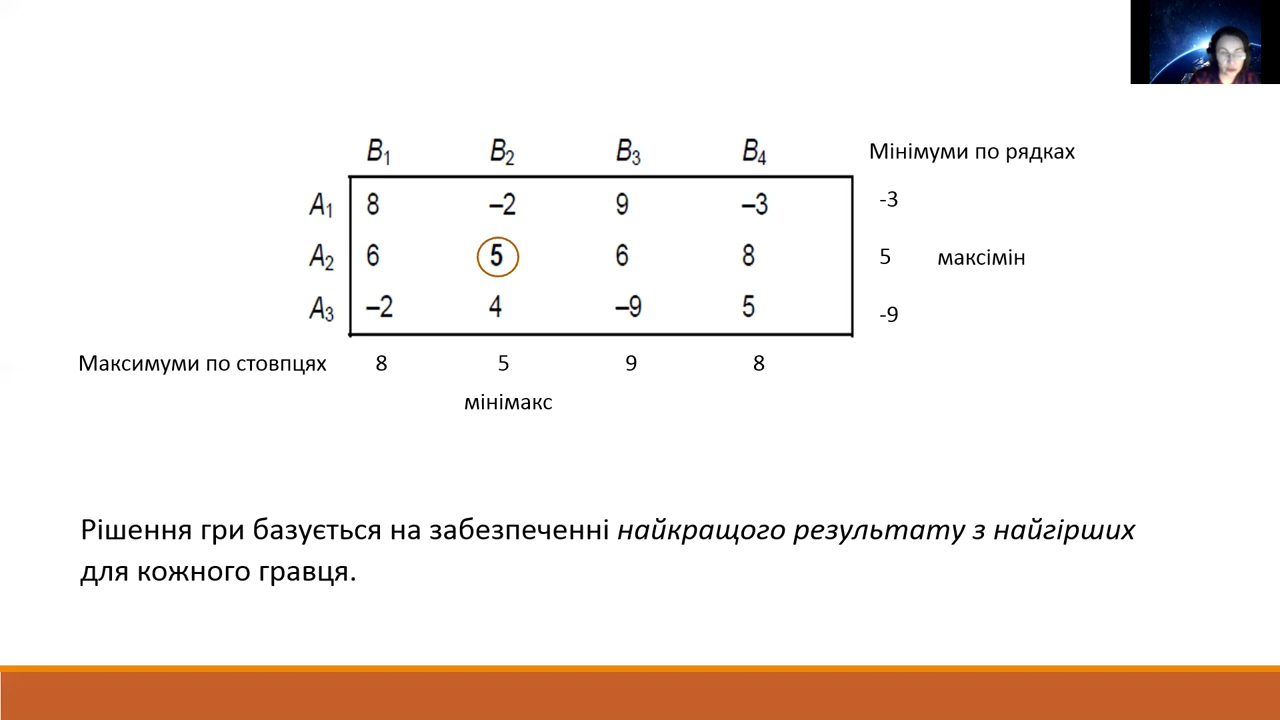 B1 B2 B3 B4 Мінімуми по рядках
A1 8 –2 9 –3 -3
A2 6 5 6 8 5 максімін
A3 –2 4 –9 5 -9
Максимуми по стовпцях 8 5 9 8
мінімакс
Рішення гри базується на забезпеченні найкращого результату з найгірших
для кожного гравця.